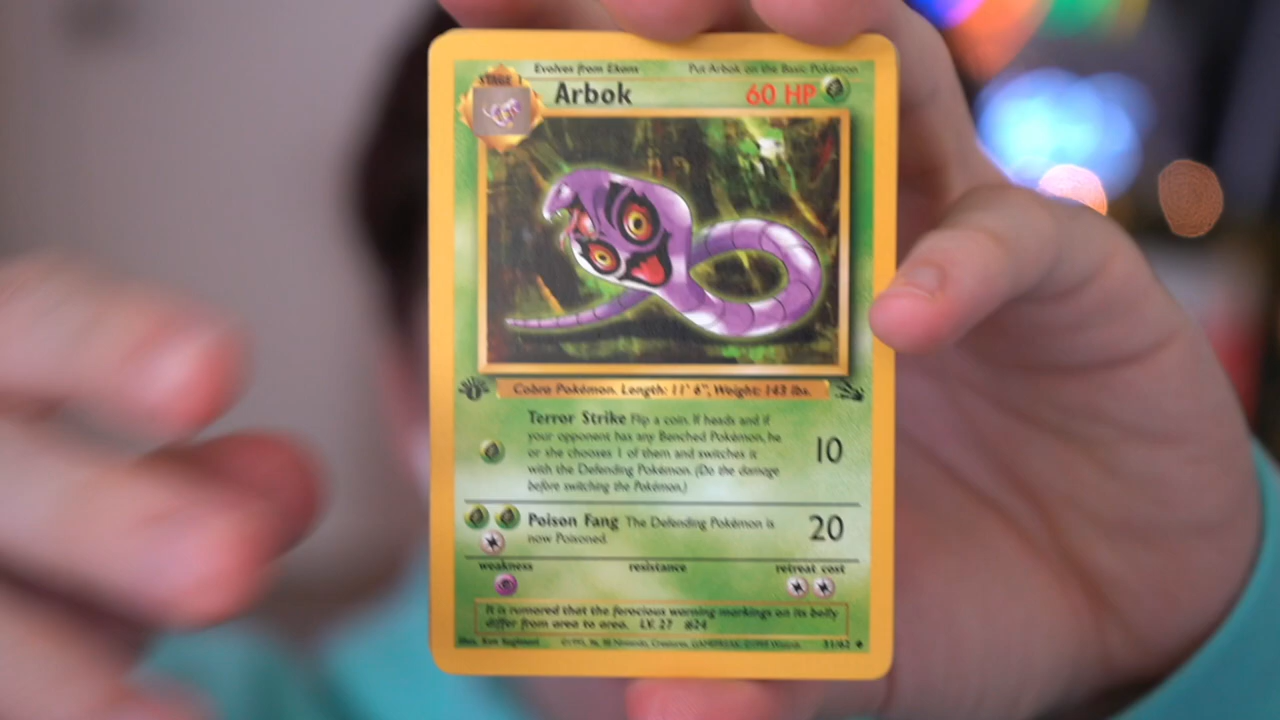 Evolves from Ekans Put Arbok on the Basic Pokémon
STAGE 1
Arbok 60 HP
Cobra Pokémon. Length: 11' 6", Weight: 143 lbs.
Terror Strike Flip a coin. If heads and if
your opponent has any Benched Pokémon, he
or she chooses 1 of them and switches it
with the Defending Pokémon. (Do the damage
before switching the Pokémon.)
10
Poison Fang The Defending Pokémon is
now Poisoned.
20
weakness resistance retreat cost
It is rumored that the ferocious warning markings on its belly
differ from area to area. LV. 27 #24
Illus. Ken Sugimori 31/62